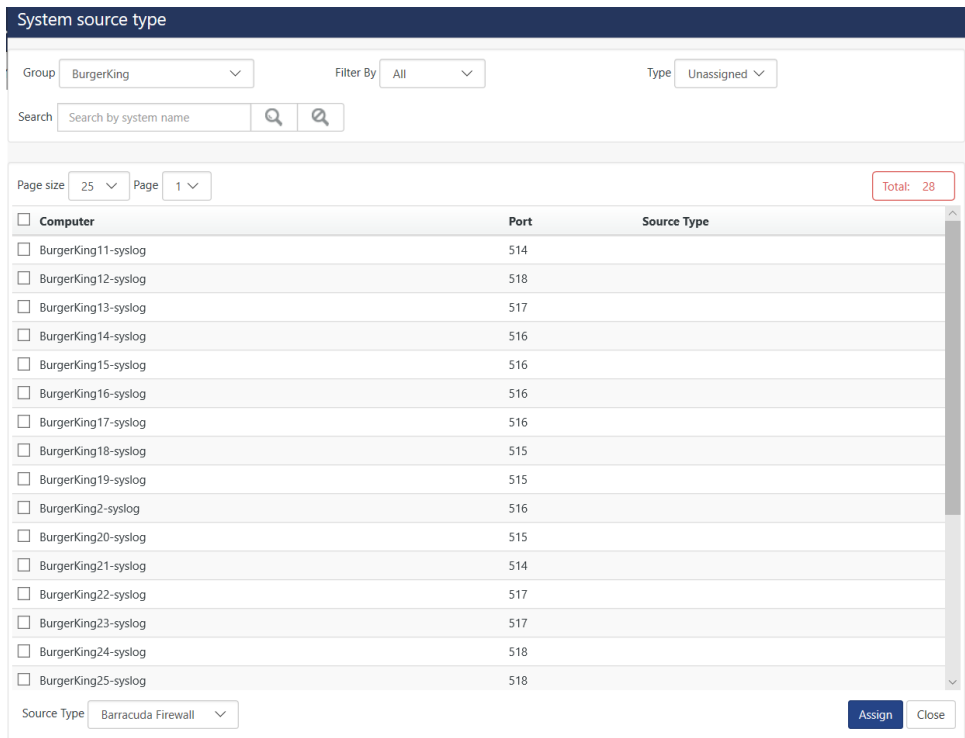 System source type
Group BurgerKing Filter By All Type Unassigned
Search Search by system name
Page size 25 Page 1 Total: 28
Computer Port Source Type
BurgerKing11-syslog 514
BurgerKing12-syslog 518
BurgerKing13-syslog 517
BurgerKing14-syslog 516
BurgerKing15-syslog 516
BurgerKing16-syslog 516
BurgerKing17-syslog 516
BurgerKing18-syslog 515
BurgerKing19-syslog 515
BurgerKing2-syslog 516
BurgerKing20-syslog 515
BurgerKing21-syslog 514
BurgerKing22-syslog 517
BurgerKing23-syslog 517
BurgerKing24-syslog 518
BurgerKing25-syslog 518
Source Type Barracuda Firewall Assign Close